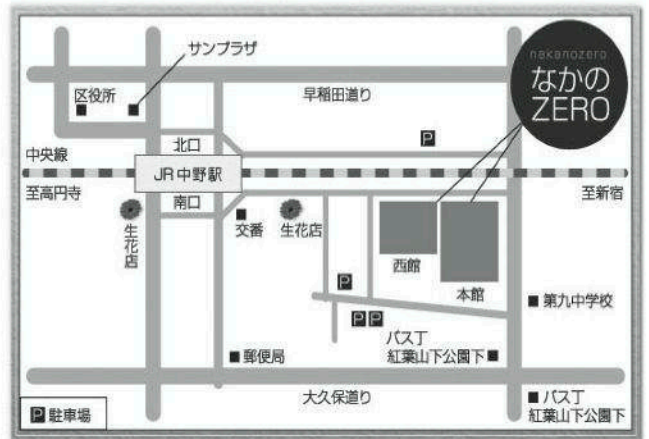 サンプラザ
nakanozero
なかの
ZERO
区役所
早稲田通り
北口
P
中央線
JR中野駅
至高円寺
至新宿
南口
生花店
交番
生花店
西館
本館
P
第九中学校
P P
バス丁
紅葉山下公園下
郵便局
大久保通り
P 駐車場
バス丁
紅葉山下公園下